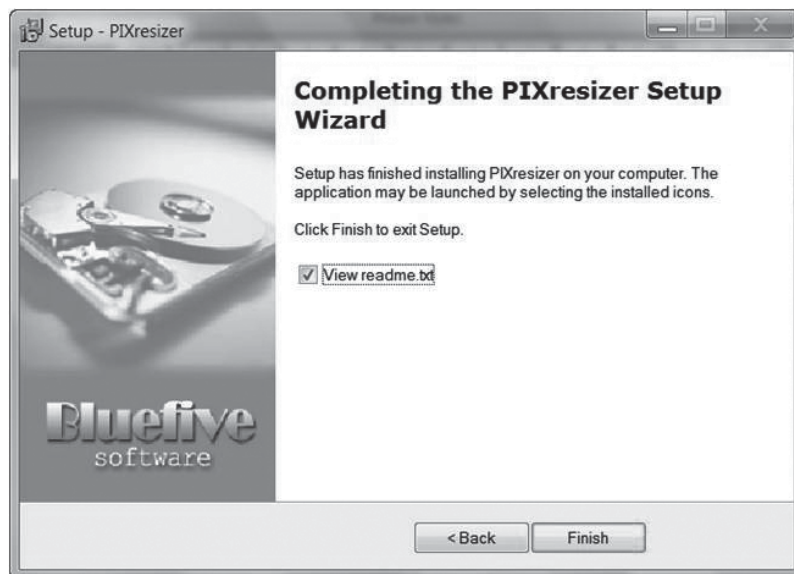 Setup - PIXresizer
Completing the PIXresizer Setup
Wizard
Setup has finished installing PIXresizer on your computer. The
application may be launched by selecting the installed icons.
Click Finish to exit Setup.
View readme.txt
Bluefive
software
< Back
Finish